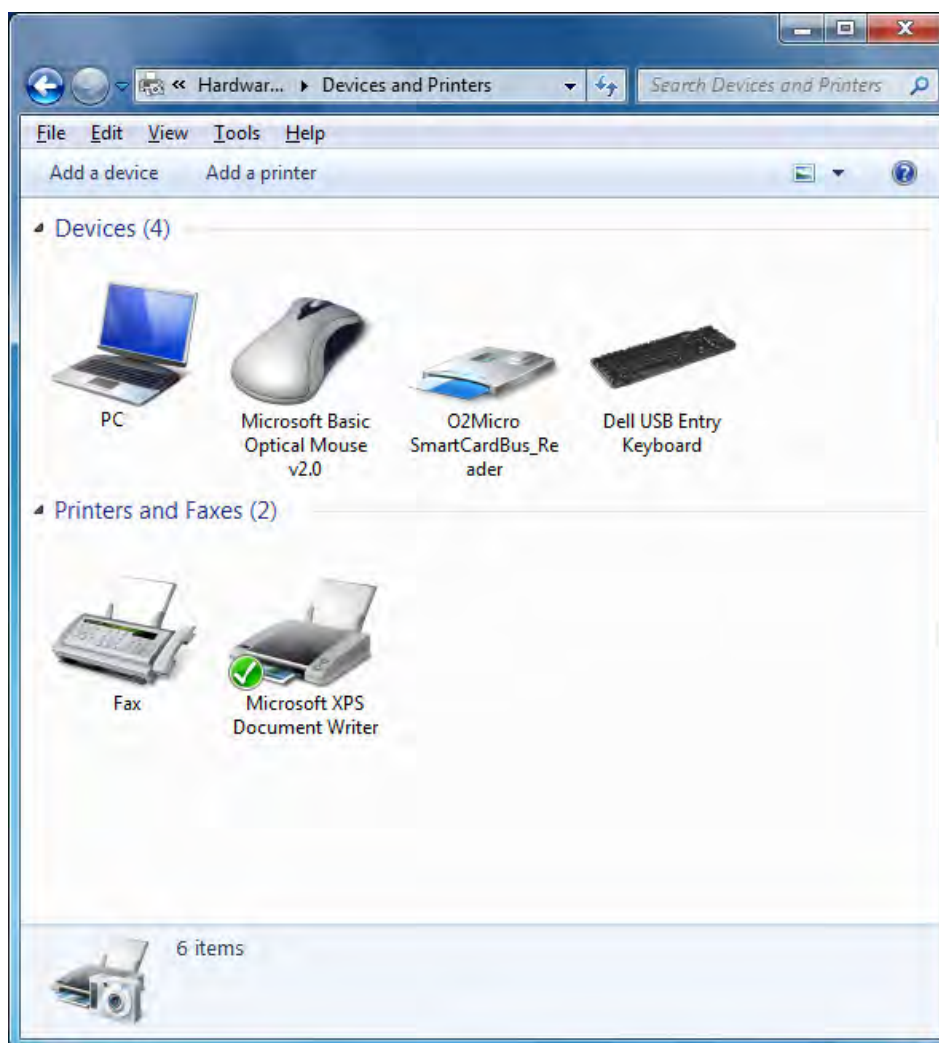 « Hardwar... ▸ Devices and Printers
Search Devices and Printers
File Edit View Tools Help
Add a device Add a printer
Devices (4)
PC
Microsoft Basic
Optical Mouse
v2.0
O2Micro
SmartCardBus_Re
ader
Dell USB Entry
Keyboard
Printers and Faxes (2)
Fax
Microsoft XPS
Document Writer
6 items